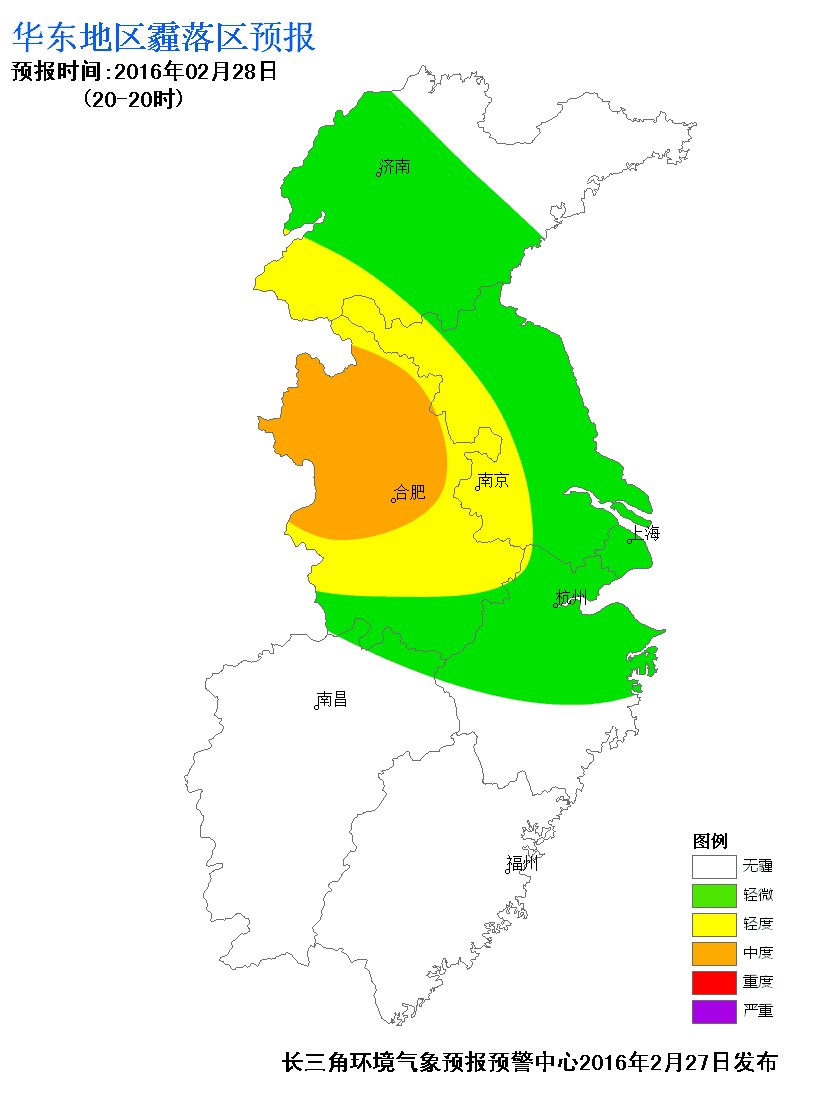 华东地区霾落区预报
预报时间:2016年02月28日
(20-20时)
济南
南京
合肥
上海
杭州
南昌
福州
图例
无霾
轻微
轻度
中度
重度
严重
长三角环境气象预报预警中心2016年2月27日发布